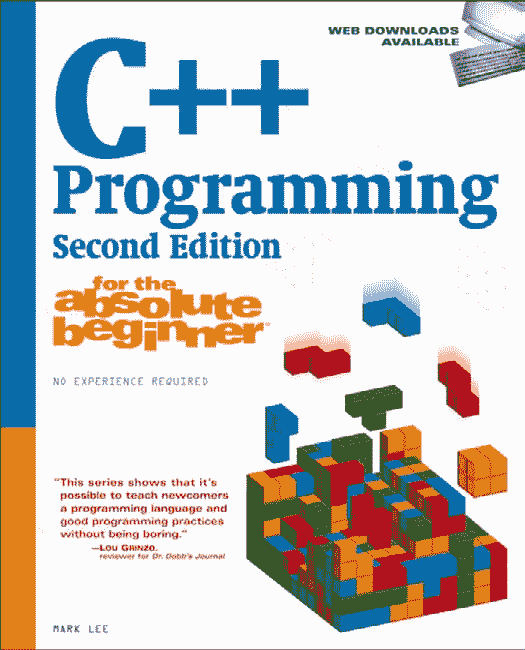 WEB DOWNLOADS
AVAILABLE
C++
Programming
Second Edition
for the
absolute
beginner®
NO EXPERIENCE REQUIRED
"This series shows that it's
possible to teach newcomers
a programming language and
good programming practices
without being boring."
—LOU GRINZO,
reviewer for Dr. Dobb's Journal
MARK LEE